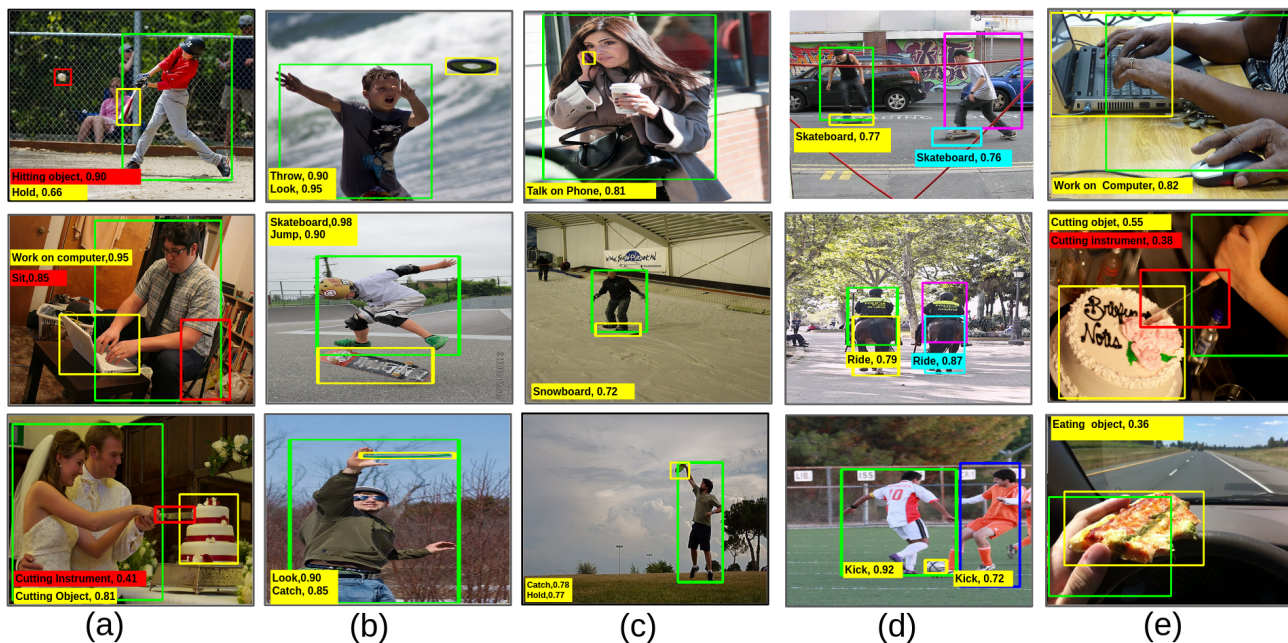 Hitting object, 0.90
Hold, 0.66
Throw, 0.90
Look, 0.95
Talk on Phone, 0.81
Skateboard, 0.77
Skateboard, 0.76
Work on Computer, 0.82
Work on computer,0.95
Sit,0.85
Skateboard,0.98
Jump, 0.90
Snowboard, 0.72
Ride, 0.79
Ride, 0.87
Cutting objet, 0.55
Cutting instrument, 0.38
Nors
Cutting Instrument, 0.41
Cutting Object, 0.81
Look,0.90
Catch, 0.85
Catch,0.78
Hold,0.77
LIB
ISS
10
Kick, 0.92
Kick, 0.72
Eating object, 0.36
(a)
(b)
(c)
(d)
(e)